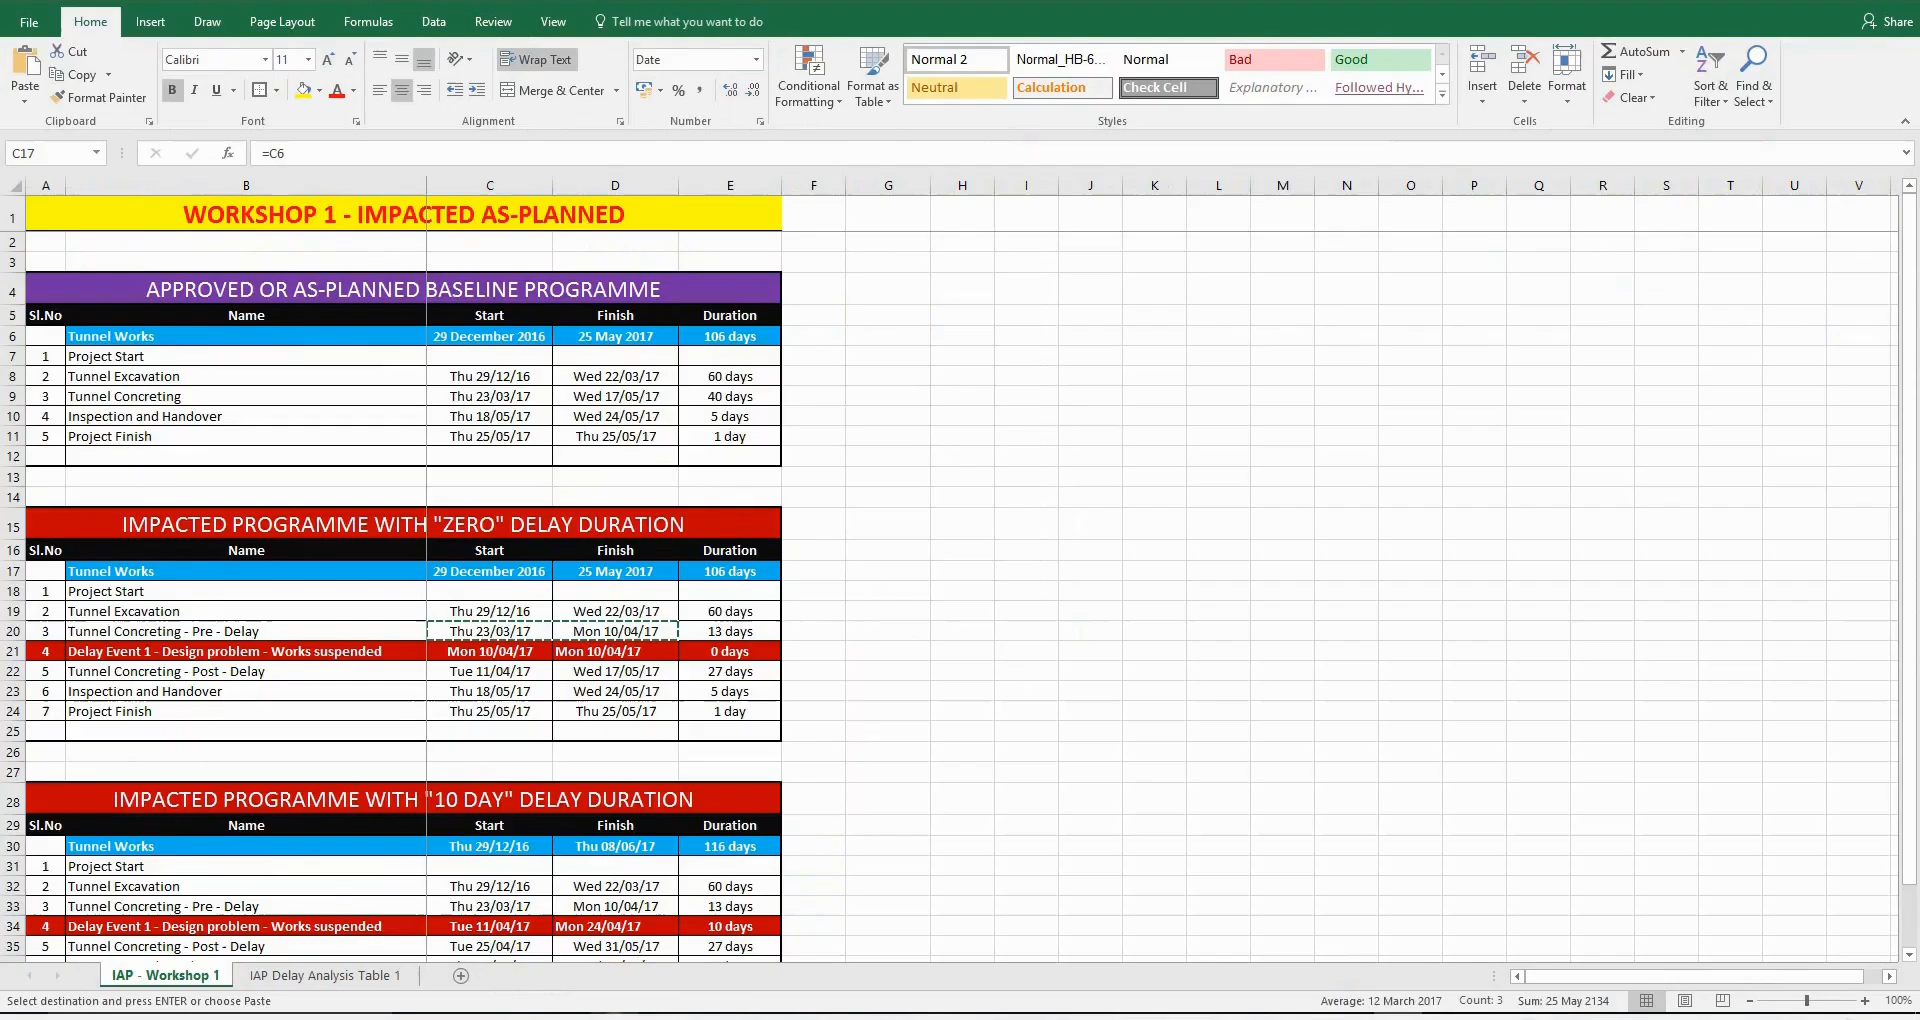 File Home Insert Draw Page Layout Formulas Data Review View Tell me what you want to do Share
Paste Cut Copy Format Painter Clipboard
Calibri 11 A A B I U A Font
Wrap Text Merge & Center Alignment
Date % , Number
Conditional Formatting Format as Table
Normal 2 Normal_HB-6... Normal Bad Good
Neutral Calculation Check Cell Explanatory ... Followed Hy...
Styles
Insert Delete Format Cells
AutoSum Fill Clear Sort & Filter Find & Select Editing
C17 fx =C6
A B C D E F G H I J K L M N O P Q R S T U V
1 WORKSHOP 1 - IMPACTED AS-PLANNED
2
3
4 APPROVED OR AS-PLANNED BASELINE PROGRAMME
5 Sl.No Name Start Finish Duration
6 Tunnel Works 29 December 2016 25 May 2017 106 days
7 1 Project Start
8 2 Tunnel Excavation Thu 29/12/16 Wed 22/03/17 60 days
9 3 Tunnel Concreting Thu 23/03/17 Wed 17/05/17 40 days
10 4 Inspection and Handover Thu 18/05/17 Wed 24/05/17 5 days
11 5 Project Finish Thu 25/05/17 Thu 25/05/17 1 day
12
13
14
15 IMPACTED PROGRAMME WITH "ZERO" DELAY DURATION
16 Sl.No Name Start Finish Duration
17 Tunnel Works 29 December 2016 25 May 2017 106 days
18 1 Project Start
19 2 Tunnel Excavation Thu 29/12/16 Wed 22/03/17 60 days
20 3 Tunnel Concreting - Pre - Delay Thu 23/03/17 Mon 10/04/17 13 days
21 4 Delay Event 1 - Design problem - Works suspended Mon 10/04/17 Mon 10/04/17 0 days
22 5 Tunnel Concreting - Post - Delay Tue 11/04/17 Wed 17/05/17 27 days
23 6 Inspection and Handover Thu 18/05/17 Wed 24/05/17 5 days
24 7 Project Finish Thu 25/05/17 Thu 25/05/17 1 day
25
26
27
28 IMPACTED PROGRAMME WITH "10 DAY" DELAY DURATION
29 Sl.No Name Start Finish Duration
30 Tunnel Works Thu 29/12/16 Thu 08/06/17 116 days
31 1 Project Start
32 2 Tunnel Excavation Thu 29/12/16 Wed 22/03/17 60 days
33 3 Tunnel Concreting - Pre - Delay Thu 23/03/17 Mon 10/04/17 13 days
34 4 Delay Event 1 - Design problem - Works suspended Tue 11/04/17 Mon 24/04/17 10 days
35 5 Tunnel Concreting - Post - Delay Tue 25/04/17 Wed 31/05/17 27 days
IAP - Workshop 1 IAP Delay Analysis Table 1
Select destination and press ENTER or choose Paste Average: 12 March 2017 Count: 3 Sum: 25 May 2134 100%